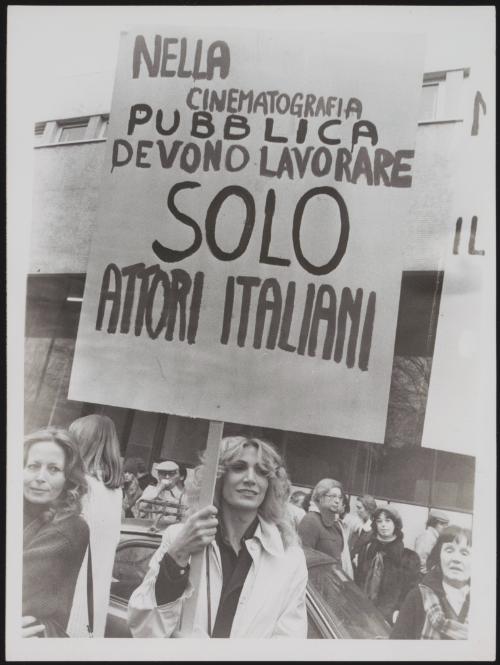 NELLA
CINEMATOGRAFIA
PUBBLICA
DEVONO LAVORARE
SOLO
ATTORI ITALIANI
IL